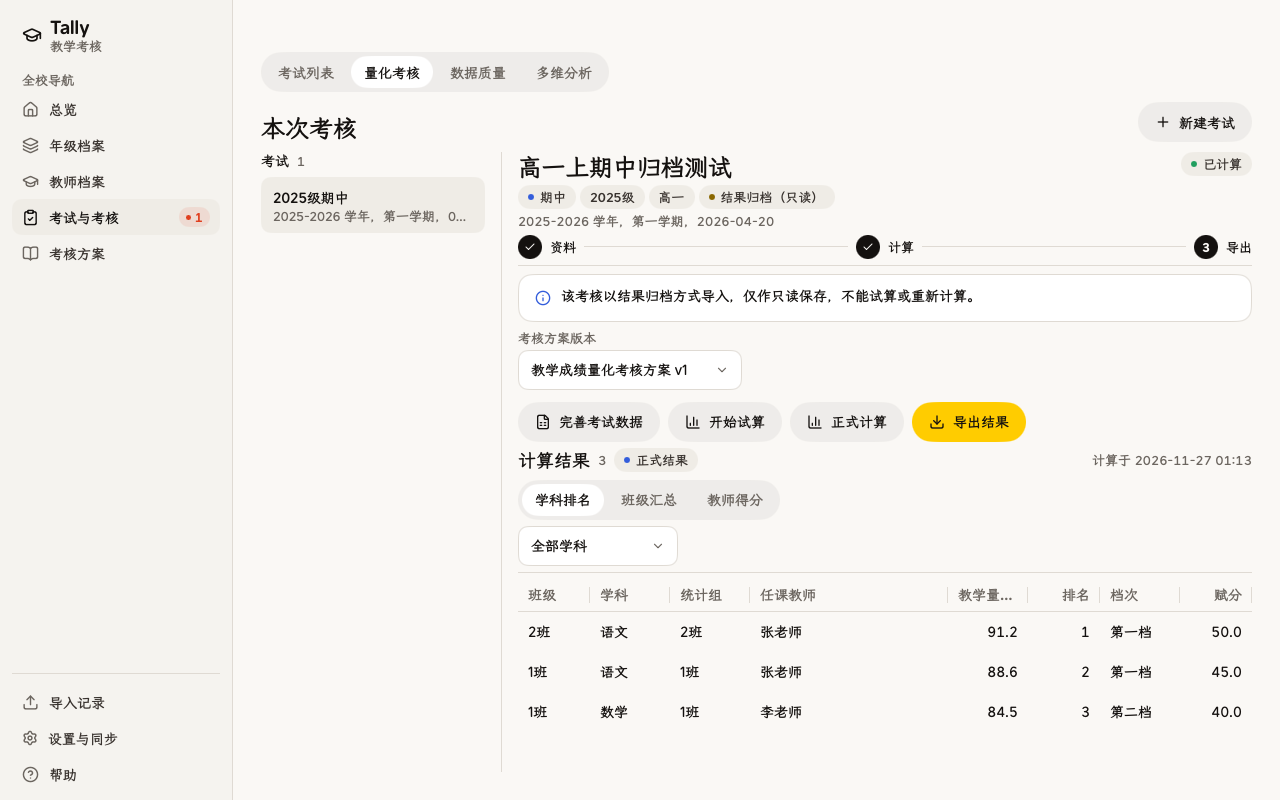 Tally
教学考核
全校导航
总览
年级档案
教师档案
考试与考核 1
考核方案
导入记录
设置与同步
帮助
考试列表 量化考核 数据质量 多维分析
本次考核
新建考试
考试 1
2025级期中
2025-2026 学年，第一学期，0...
高一上期中归档测试
已计算
期中 2025级 高一 结果归档（只读）
2025-2026 学年，第一学期，2026-04-20
资料 计算 3 导出
该考核以结果归档方式导入，仅作只读保存，不能试算或重新计算。
考核方案版本
教学成绩量化考核方案 v1
完善考试数据 开始试算 正式计算 导出结果
计算结果 3 正式结果 计算于 2026-11-27 01:13
学科排名 班级汇总 教师得分
全部学科
班级 学科 统计组 任课教师 教学量... 排名 档次 赋分
2班 语文 2班 张老师 91.2 1 第一档 50.0
1班 语文 1班 张老师 88.6 2 第一档 45.0
1班 数学 1班 李老师 84.5 3 第二档 40.0